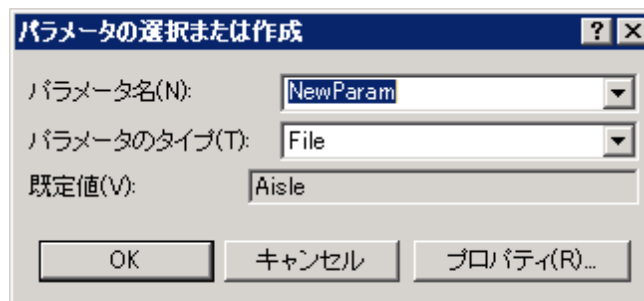 パラメータの選択または作成
パラメータ名(N): NewParam
パラメータのタイプ(T): File
既定値(V): Aisle
OK キャンセル プロパティ(R)...